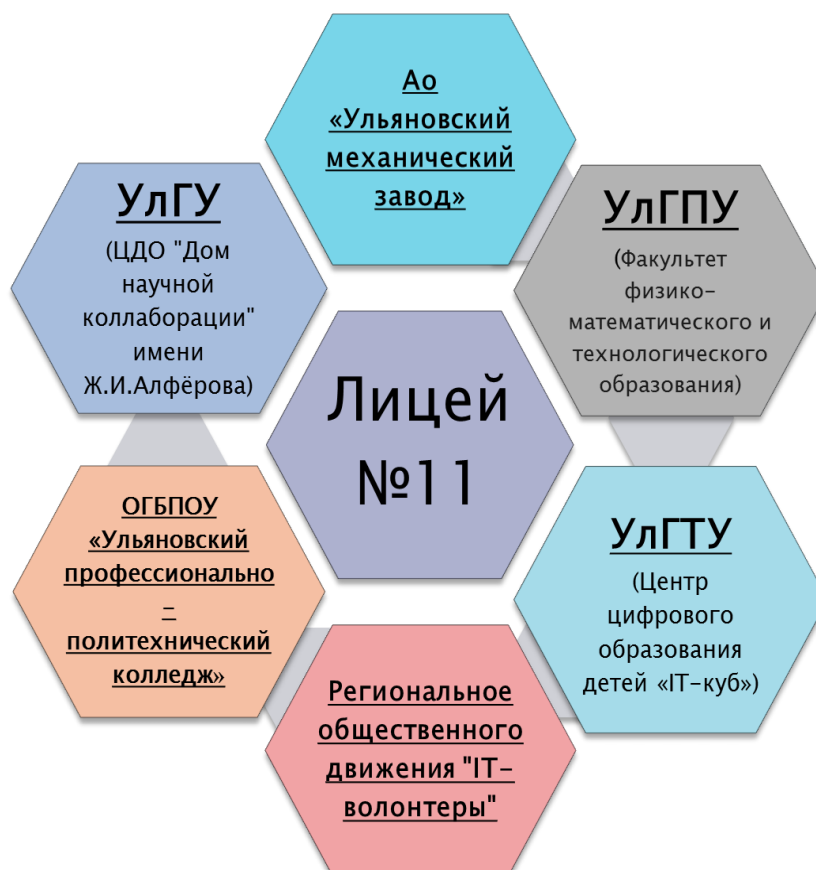 Ао
«Ульяновский
механический
завод»
УлГУ
(ЦДО "Дом
научной
коллаборации"
имени
Ж.И.Алфёрова)
УлГПУ
(Факультет
физико-
математического и
технологического
образования)
Лицей
№11
ОГБПОУ
«Ульяновский
профессионально
–
политехнический
колледж»
УлГТУ
(Центр
цифрового
образования
детей «IT-куб»)
Региональное
общественного
движения "IT-
волонтеры"